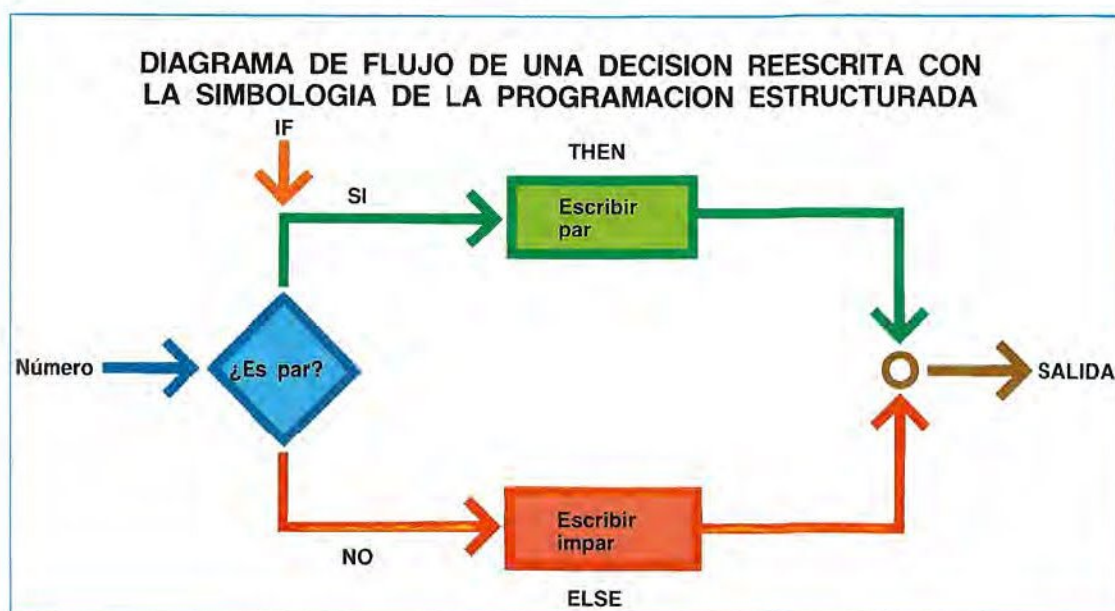 DIAGRAMA DE FLUJO DE UNA DECISION REESCRITA CON
LA SIMBOLOGIA DE LA PROGRAMACION ESTRUCTURADA
IF
THEN
SI
Escribir
par
Número
¿Es par?
SALIDA
Escribir
impar
NO
ELSE